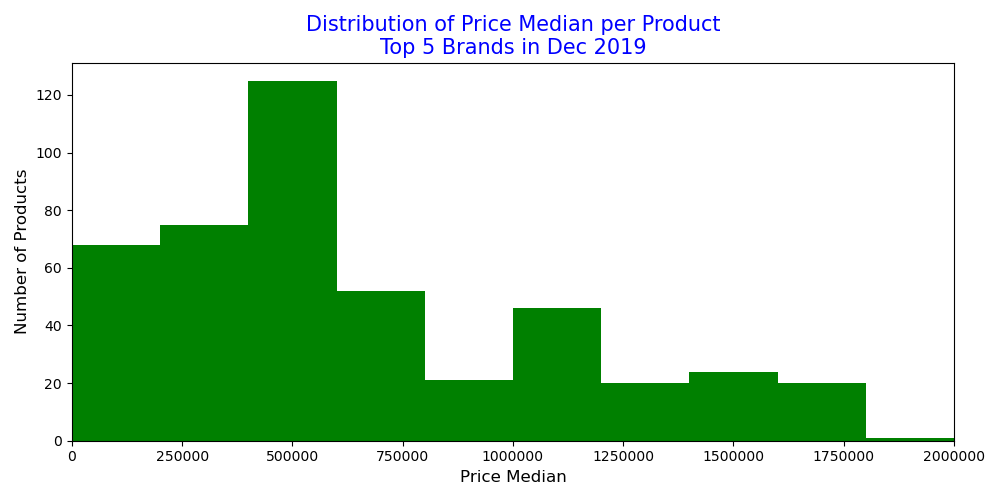 Distribution of Price Median per Product
Top 5 Brands in Dec 2019
Number of Products
120
100
80
60
40
20
0
0 250000 500000 750000 1000000 1250000 1500000 1750000 2000000
Price Median